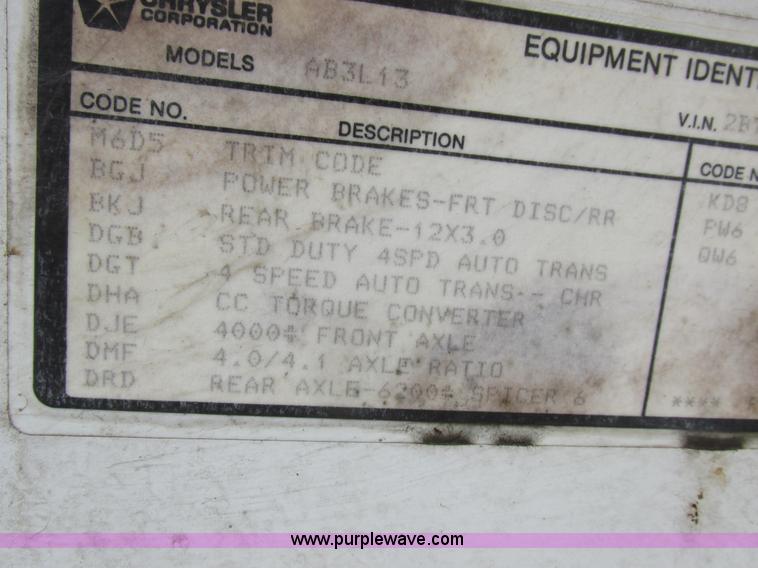 CHRYSLER
CORPORATION
MODELS AB3L13
EQUIPMENT
V.I.N.
CODE NO. DESCRIPTION
CODE
M6D5 TRIM CODE
BGJ POWER BRAKES-FRT DISC/RR
BKJ REAR BRAKE-12X3.0
DGB STD DUTY 4SPD AUTO TRANS
DGT 4 SPEED AUTO TRANS-- CHR
DHA CC TORQUE CONVERTER
DJE 4000# FRONT AXLE
DMF 4.0/4.1 AXLE RATIO
DRD REAR AXLE-6200# SPICER 6
KD8
PW6
QW6
****
www.purplewave.com